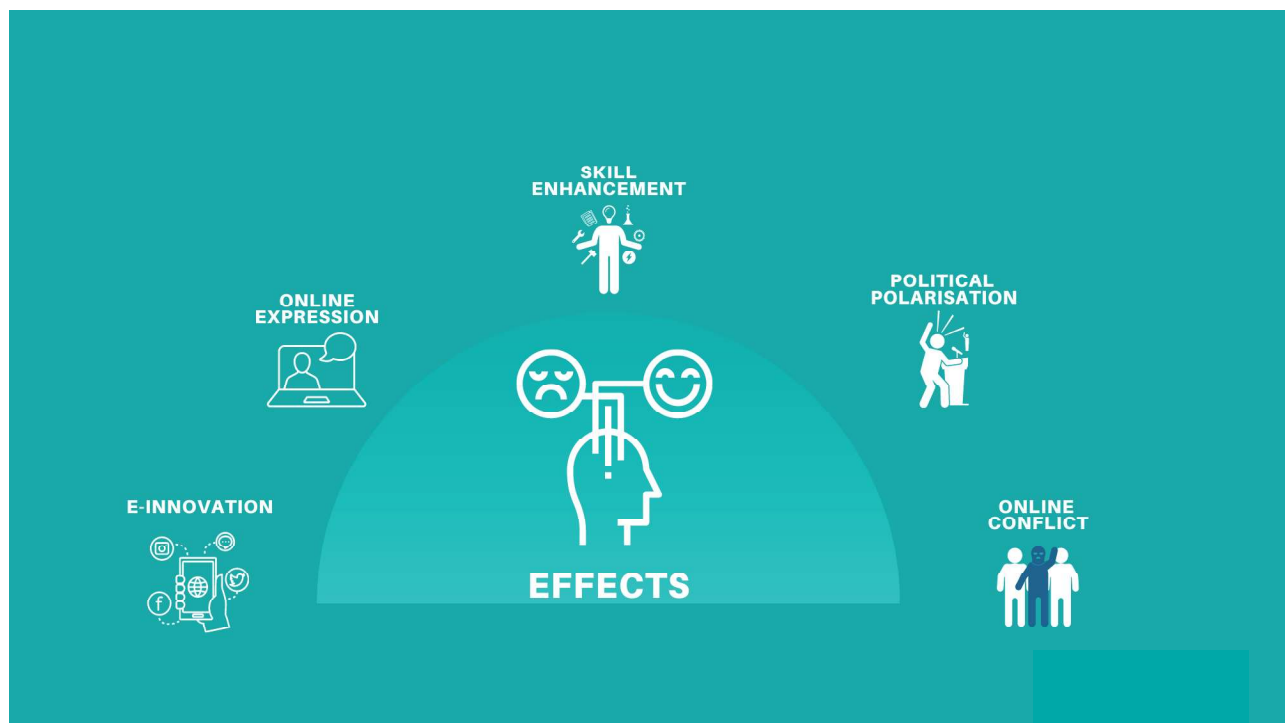 SKILL
ENHANCEMENT
ONLINE
EXPRESSION
POLITICAL
POLARISATION
E-INNOVATION
ONLINE
CONFLICT
EFFECTS